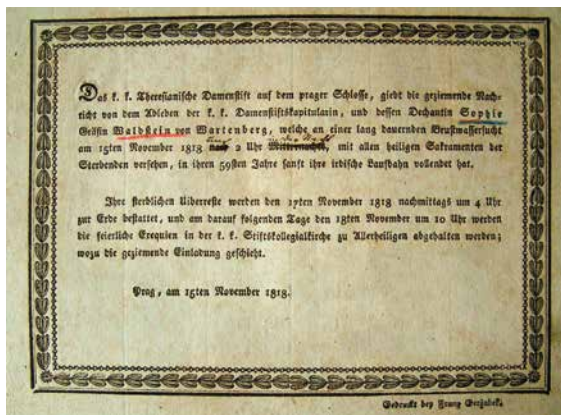 Das k. k. Theresianische Damenstift auf dem prager Schlosse, giebt die geziemende Nach-
richt von dem Ableben der k. k. Damenstiftskapitularin, und dessen Dechantin Sophie
Gräfin Waldstein von Wartenberg, welche an einer lang dauernden Brustwassersucht
am 15ten November 1818 2 Uhr Mitternachts, mit allen heiligen Sakramenten der
Sterbenden versehen, in ihren 59sten Jahre sanft ihre irdische Laufbahn vollendet hat.
Ihre sterblichen Uiberreste werden den 17ten November 1818 nachmittags um 4 Uhr
zur Erde bestattet, und am darauf folgenden Tage den 18ten November um 10 Uhr werden
die feierliche Exequien in der k. k. Stiftskollegialkirche zu Allerheiligen abgehalten werden;
wozu die geziemende Einladung geschieht.
Prag, am 15ten November 1818.
Gedruckt bey Franz Gerzabek.